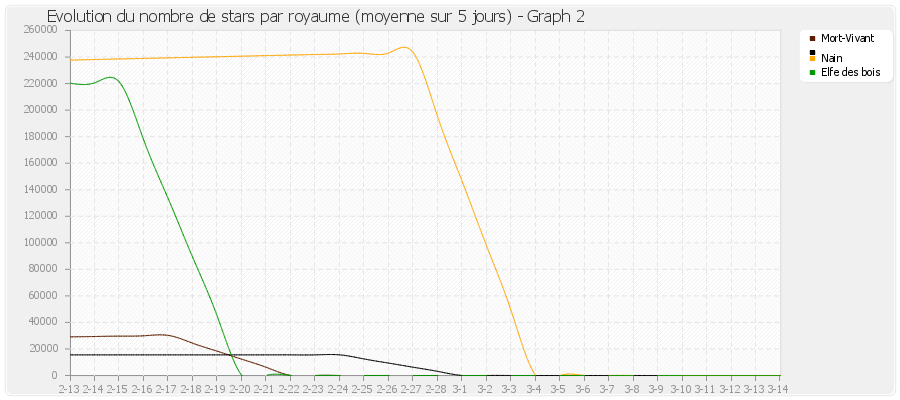 Evolution du nombre de stars par royaume (moyenne sur 5 jours) - Graph 2
260000
240000
220000
200000
180000
160000
140000
120000
100000
80000
60000
40000
20000
0
2-13 2-14 2-15 2-16 2-17 2-18 2-19 2-20 2-21 2-22 2-23 2-24 2-25 2-26 2-27 2-28 3-1 3-2 3-3 3-4 3-5 3-6 3-7 3-8 3-9 3-10 3-11 3-12 3-13 3-14
Mort-Vivant
Nain
Elfe des bois